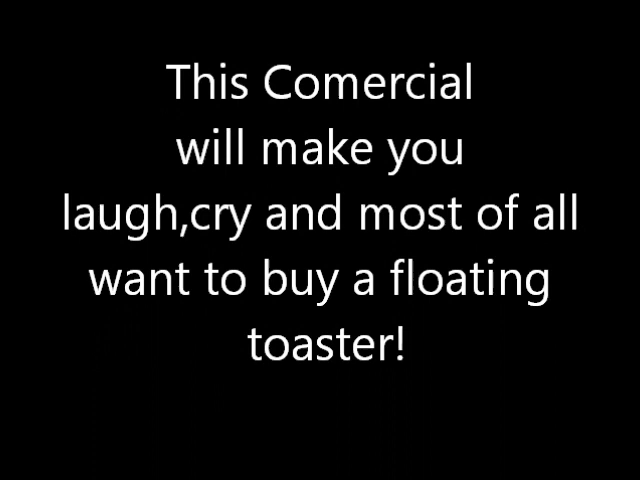 This Comercial
will make you
laugh,cry and most of all
want to buy a floating
toaster!